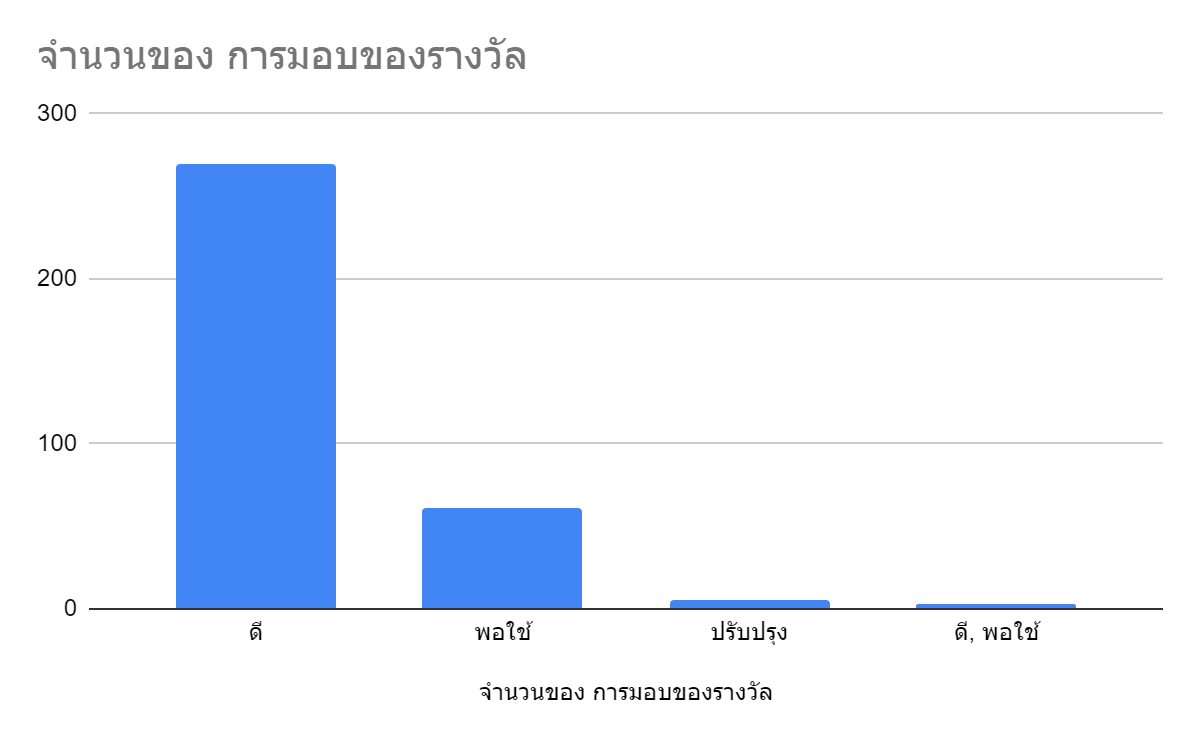 จำนวนของ การมอบของรางวัล
300
200
100
0
ดี
พอใช้
ปรับปรุง
ดี, พอใช้
จำนวนของ การมอบของรางวัล